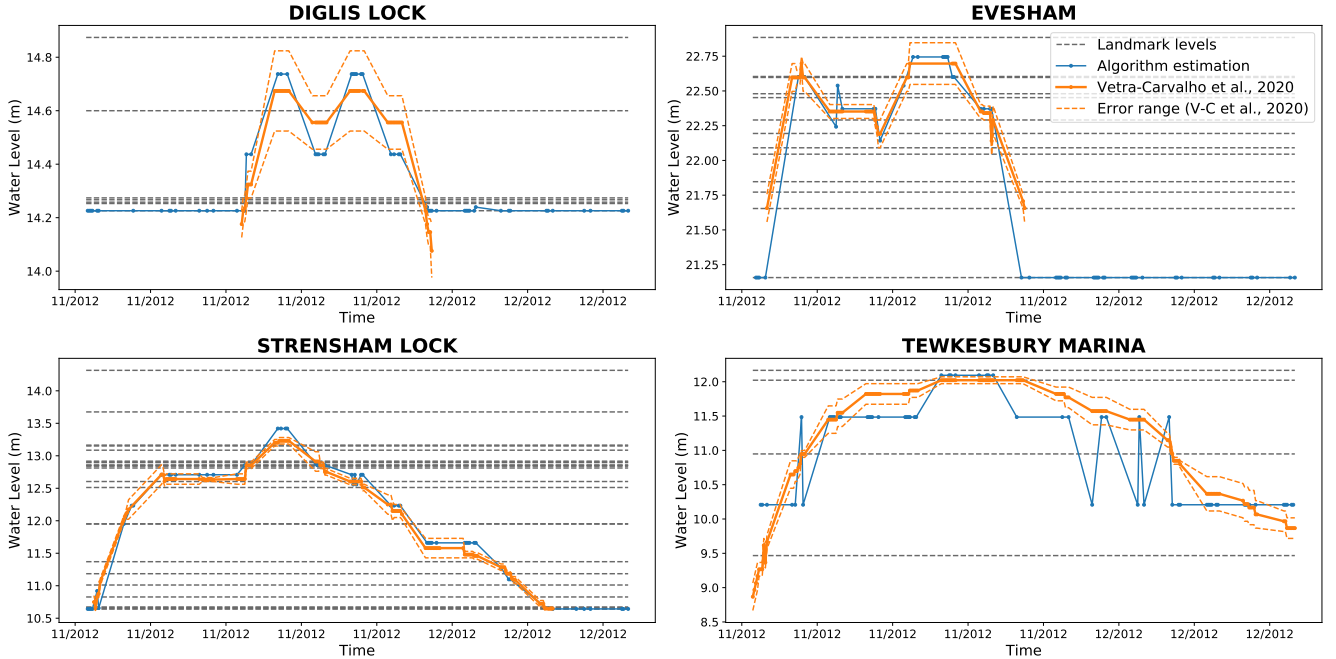 DIGLIS LOCK
Water Level (m)
14.8
14.6
14.4
14.2
14.0
11/2012 11/2012 11/2012 11/2012 11/2012 11/2012 12/2012 12/2012
Time
EVESHAM
Water Level (m)
22.75
22.50
22.25
22.00
21.75
21.50
21.25
Landmark levels
Algorithm estimation
Vetra-Carvalho et al., 2020
Error range (V-C et al., 2020)
11/2012 11/2012 11/2012 11/2012 11/2012 12/2012 12/2012 12/2012
Time
STRENSHAM LOCK
Water Level (m)
14.0
13.5
13.0
12.5
12.0
11.5
11.0
10.5
11/2012 11/2012 11/2012 11/2012 11/2012 11/2012 12/2012 12/2012
Time
TEWKESBURY MARINA
Water Level (m)
12.0
11.5
11.0
10.5
10.0
9.5
9.0
8.5
11/2012 11/2012 11/2012 11/2012 11/2012 12/2012 12/2012 12/2012
Time